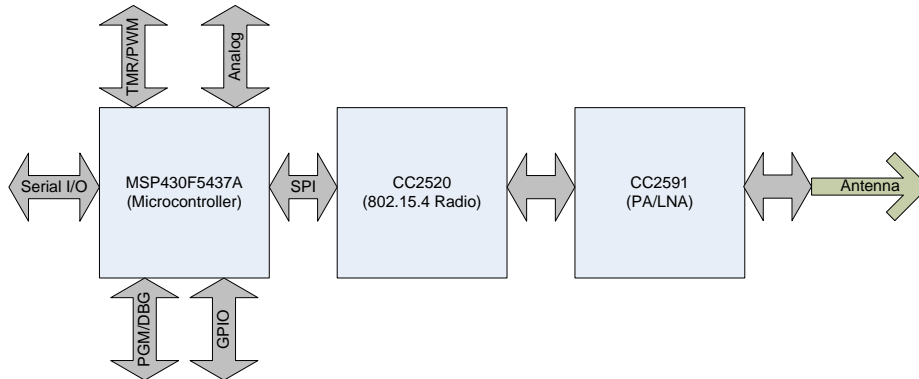 TMR/PWM
Analog
Serial I/O
MSP430F5437A
(Microcontroller)
SPI
CC2520
(802.15.4 Radio)
CC2591
(PA/LNA)
Antenna
PGM/DBG
GPIO